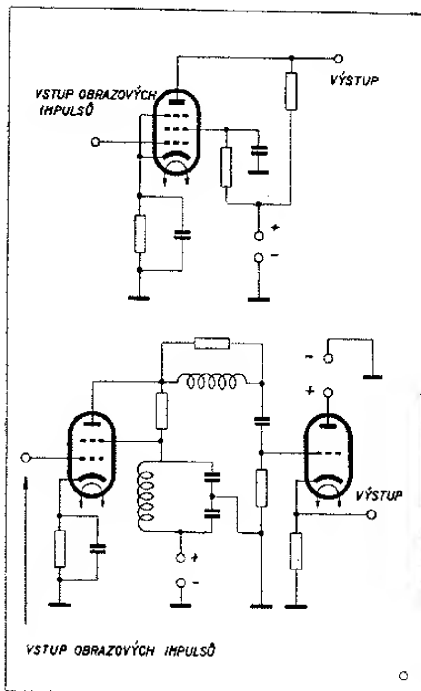 VSTUP OBRAZOVÝCH
IMPULSŮ
VÝSTUP
+
-
-
+
VÝSTUP
+
-
VSTUP OBRAZOVÝCH IMPULSŮ